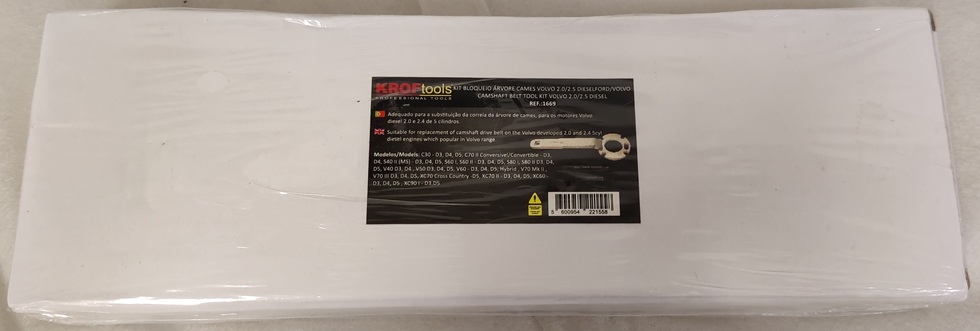 KROFtools KIT BLOQUEIO ÁRVORE CAMES VOLVO 2.0/2.5 DIESELFORD/VOLVO
PROFESSIONAL TOOLS CAMSHAFT BELT TOOL KIT VOLVO 2.0/2.5 DIESEL
REF.:1669
Adequado para a substituição da correia da árvore de cames, para os motores Volvo
diesel 2.0 e 2.4 de 5 cilindros.
Suitable for replacement of camshaft drive belt on the Volvo developed 2.0 and 2.4 5cyl
diesel engines which popular in Volvo range
Modelos/Models: C30 - D3, D4, D5, C70 II Conversível/Convertible - D3,
D4, S40 II (MS) - D3, D4, D5, S60 I, S60 II - D3, D4, D5, S80 I, S80 II D3, D4,
D5, V40 D3, D4, V50 D3, D4, D5, V60 - D3, D4, D5; Hybrid , V70 Mk II ,
V70 III D3, D4, D5, XC70 Cross Country -D5, XC70 II - D3, D4, D5, XC60 -
D3, D4, D5 , XC90 I - D3 D5
5 600954 221558